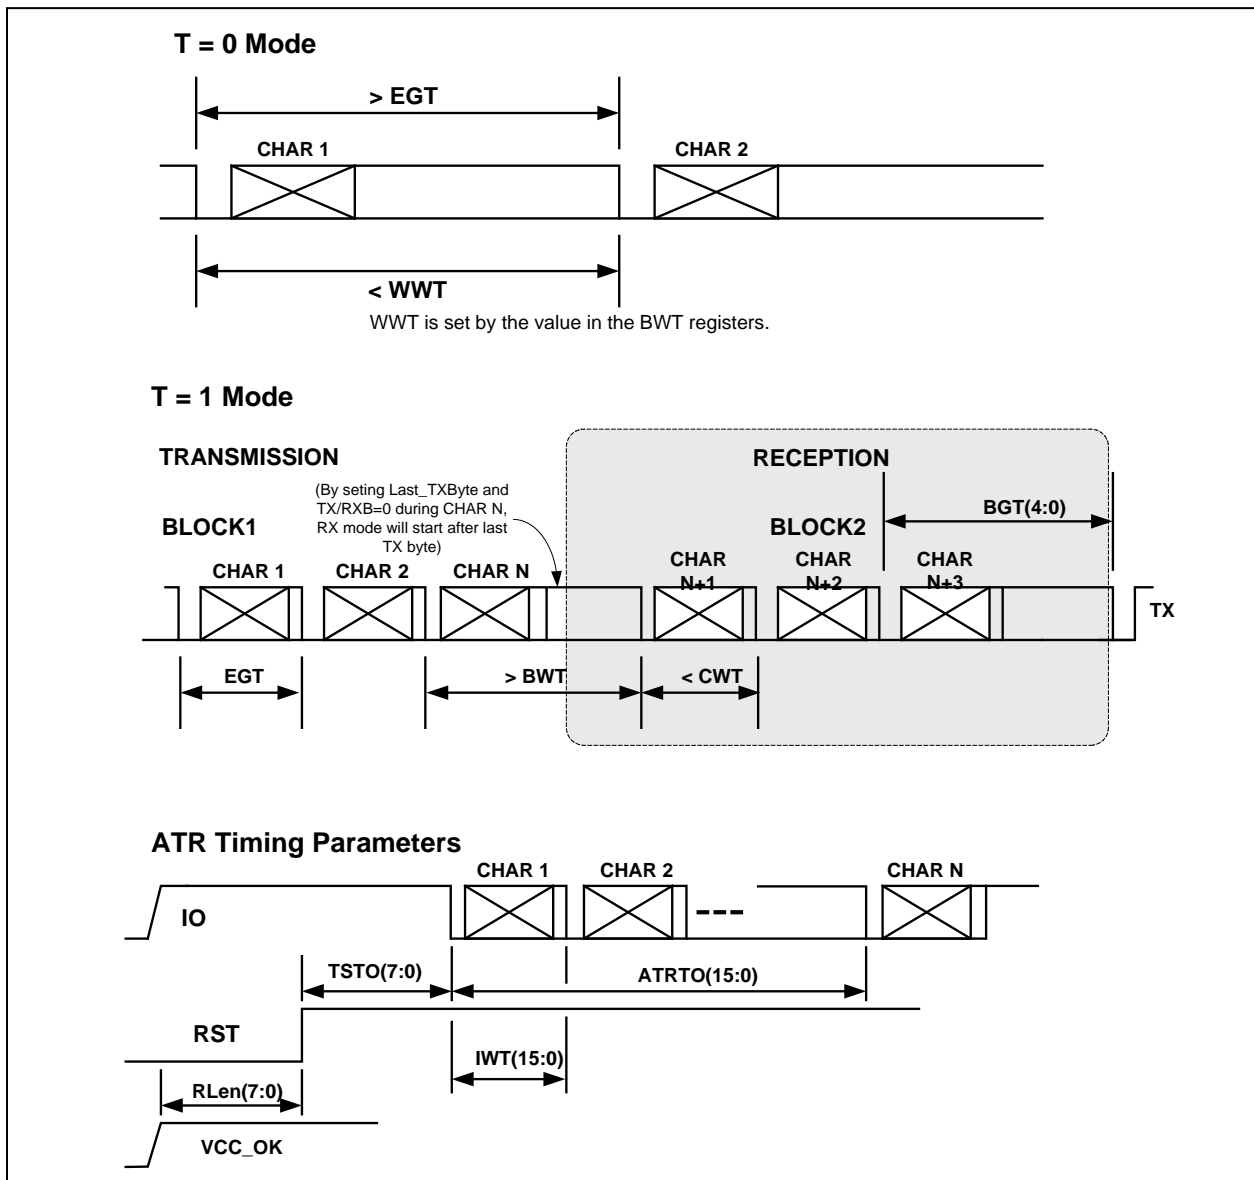 T = 0 Mode
> EGT
CHAR 1
CHAR 2
< WWT
WWT is set by the value in the BWT registers.
T = 1 Mode
TRANSMISSION
RECEPTION
(By seting Last_TXByte and
TX/RXB=0 during CHAR N,
RX mode will start after last
TX byte)
BGT(4:0)
BLOCK1
BLOCK2
CHAR 1
CHAR 2
CHAR N
CHAR
N+1
CHAR
N+2
CHAR
N+3
TX
EGT
> BWT
< CWT
ATR Timing Parameters
CHAR 1
CHAR 2
CHAR N
IO
TSTO(7:0)
ATRTO(15:0)
RST
IWT(15:0)
RLen(7:0)
VCC_OK